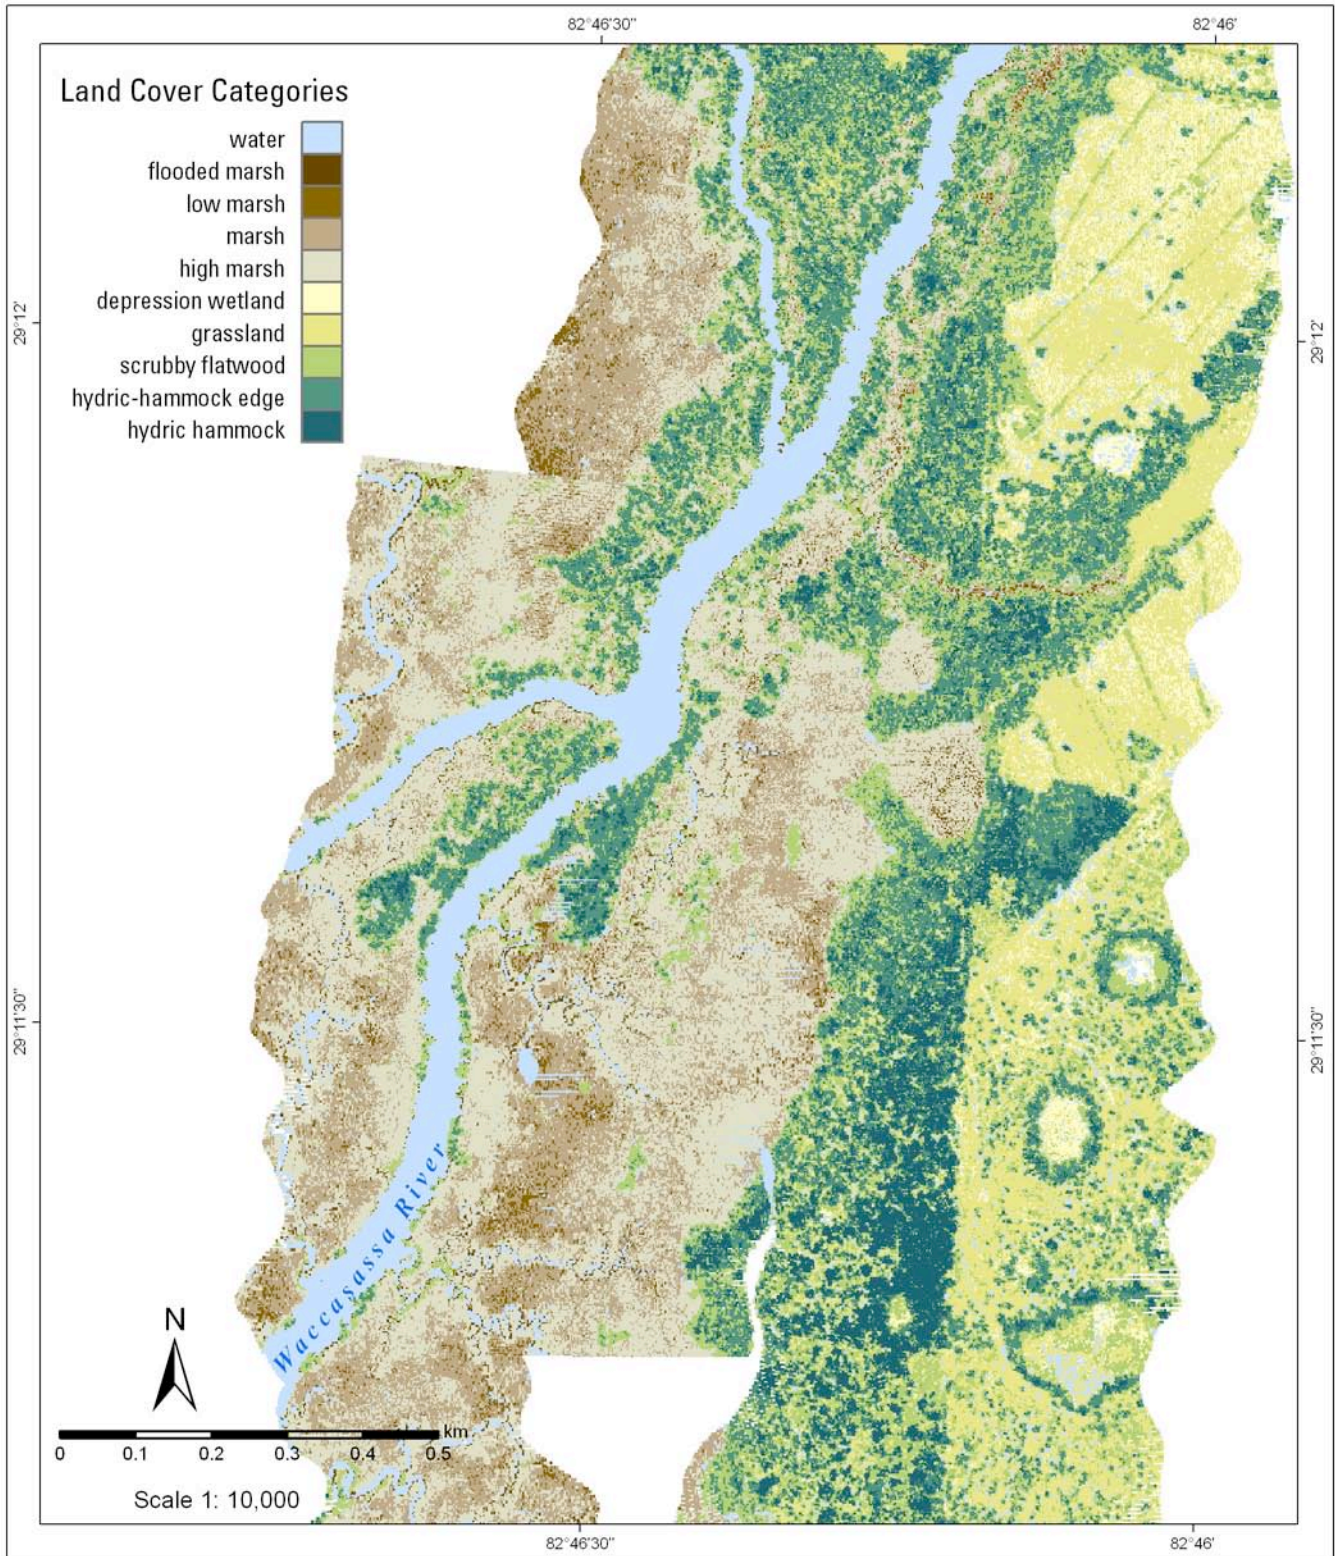 82°46'30"
82°46'
Land Cover Categories
water
flooded marsh
low marsh
marsh
high marsh
depression wetland
grassland
scrubby flatwood
hydric-hammock edge
hydric hammock
29°12'
29°12'
29°11'30"
29°11'30"
Waccasassa River
N
km
0 0.1 0.2 0.3 0.4 0.5
Scale 1: 10,000
82°46'30"
82°46'